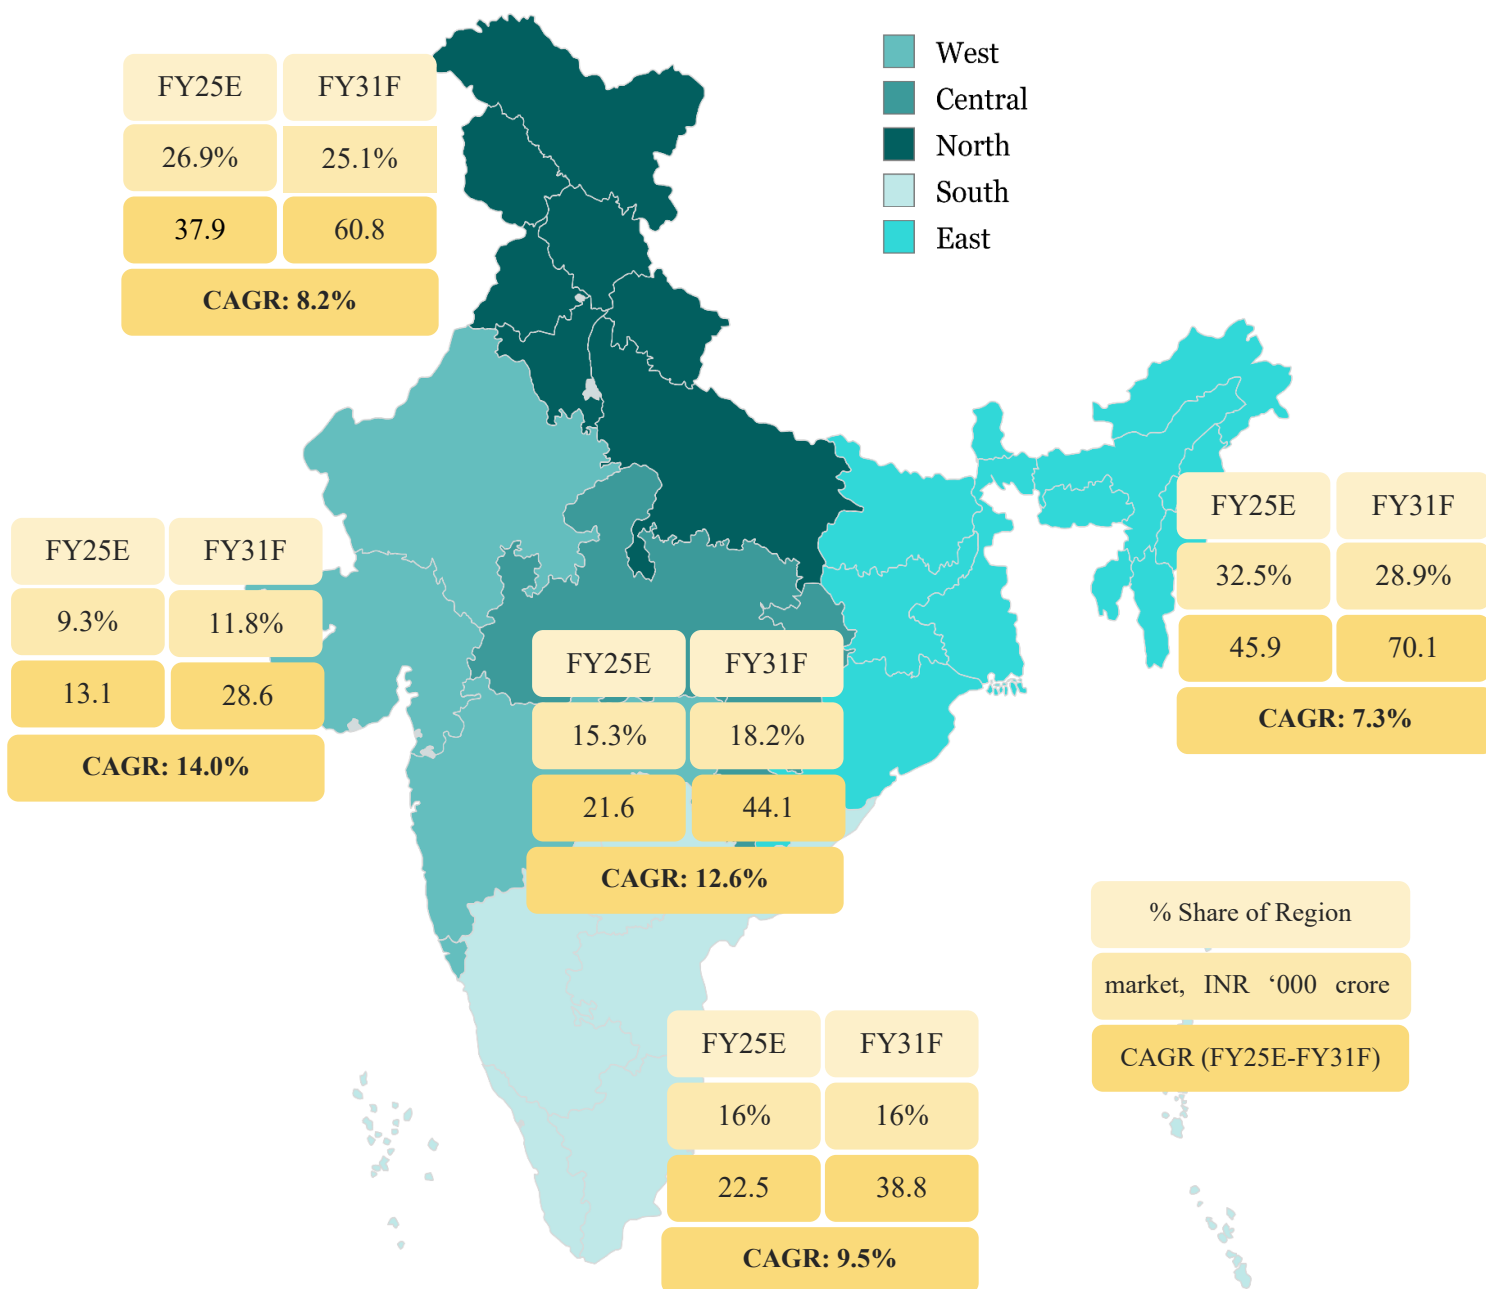 FY25E FY31F
26.9% 25.1%
37.9 60.8
CAGR: 8.2%
West
Central
North
South
East
FY25E FY31F
9.3% 11.8%
13.1 28.6
CAGR: 14.0%
FY25E FY31F
15.3% 18.2%
21.6 44.1
CAGR: 12.6%
FY25E FY31F
32.5% 28.9%
45.9 70.1
CAGR: 7.3%
% Share of Region
market, INR ‘000 crore
CAGR (FY25E-FY31F)
FY25E FY31F
16% 16%
22.5 38.8
CAGR: 9.5%